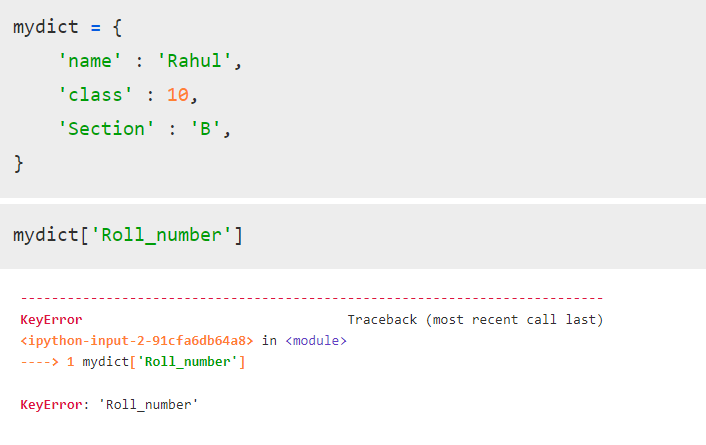 mydict = {
    'name' : 'Rahul',
    'class' : 10,
    'Section' : 'B',
}
mydict['Roll_number']
---------------------------------------------------------------------------
KeyError                                  Traceback (most recent call last)
<ipython-input-2-91cfa6db64a8> in <module>
----> 1 mydict['Roll_number']
KeyError: 'Roll_number'